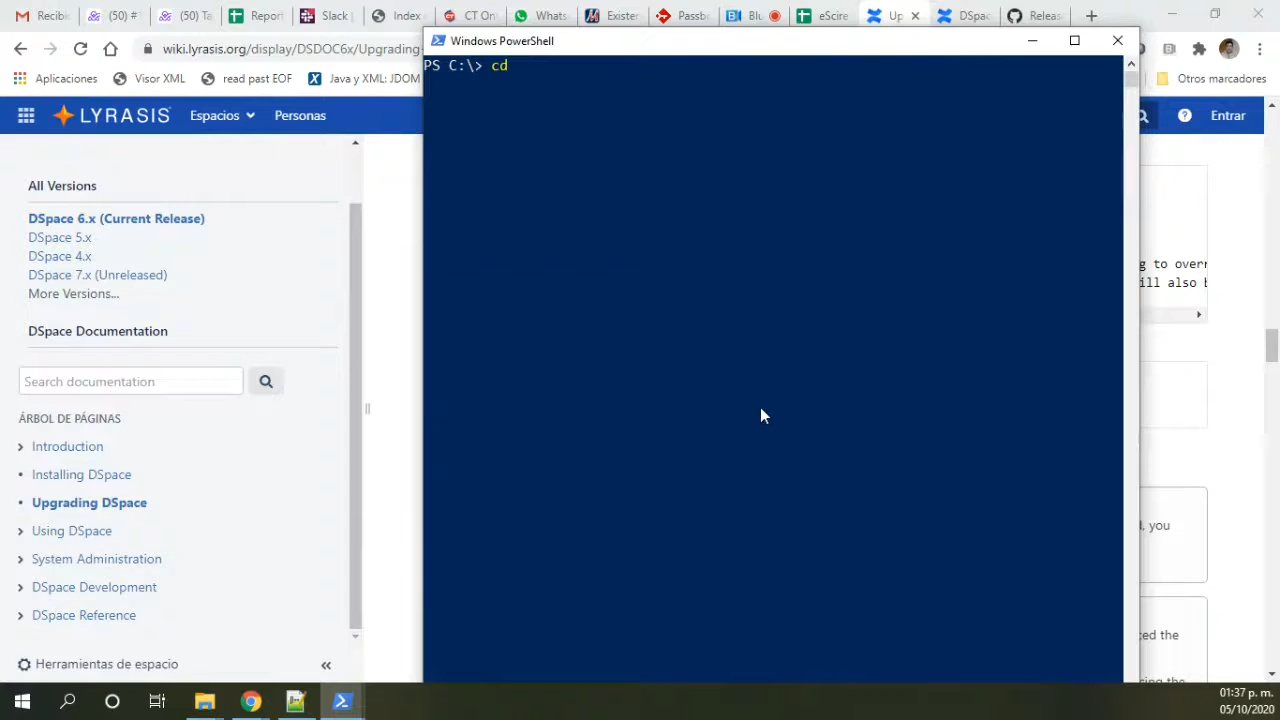 Recibi
(50) #
(50) Ta
Report
Slack |
Index
CT On
Whats
Exister
Passb
Bl
eScire
Up
DSpac
Releas
wiki.lyrasis.org/display/DSDOC6x/Upgrading
Otros marcadores
Aplicaciones
Visor XML
read past EOF
Java y XML: JDOM
Windows PowerShell
PS C:\> cd
LYRASIS
Espacios
Personas
Entrar
All Versions
DSpace 6.x (Current Release)
DSpace 5.x
DSpace 4.x
DSpace 7.x (Unreleased)
More Versions...
DSpace Documentation
Search documentation
ÁRBOL DE PÁGINAS
Introduction
Installing DSpace
Upgrading DSpace
Using DSpace
System Administration
DSpace Development
DSpace Reference
Herramientas de espacio
g to overr
ill also b
, you
ed the
01:37 p. m.
05/10/2020